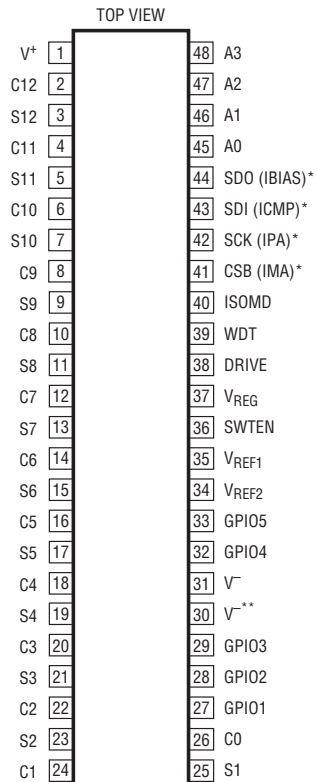 TOP VIEW
V+ 1 48 A3
C12 2 47 A2
S12 3 46 A1
C11 4 45 A0
S11 5 44 SDO (IBIAS)*
C10 6 43 SDI (ICMP)*
S10 7 42 SCK (IPA)*
C9 8 41 CSB (IMA)*
S9 9 40 ISOMD
C8 10 39 WDT
S8 11 38 DRIVE
C7 12 37 VREG
S7 13 36 SWTEN
C6 14 35 VREF1
S6 15 34 VREF2
C5 16 33 GPIO5
S5 17 32 GPIO4
C4 18 31 V–
S4 19 30 V–**
C3 20 29 GPIO3
S3 21 28 GPIO2
C2 22 27 GPIO1
S2 23 26 C0
C1 24 25 S1